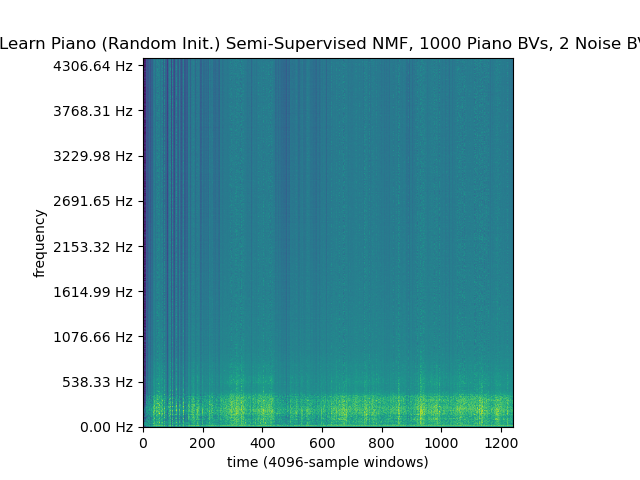 Learn Piano (Random Init.) Semi-Supervised NMF, 1000 Piano BVs, 2 Noise
4306.64 Hz
3768.31 Hz
3229.98 Hz
2691.65 Hz
2153.32 Hz
1614.99 Hz
1076.66 Hz
538.33 Hz
0.00 Hz
frequency
0 200 400 600 800 1000 1200
time (4096-sample windows)